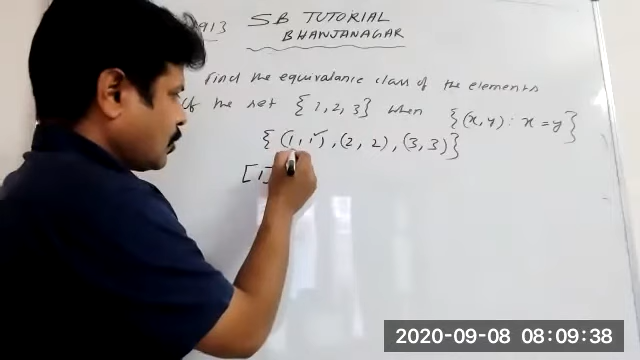 913 SB TUTORIAL
BHANJANAGAR
Find the equivalance class of the elements
of the set {1, 2, 3} when {(x, y) : x = y}
{(1, 1), (2, 2), (3, 3)}
[1]
2020-09-08 08:09:38